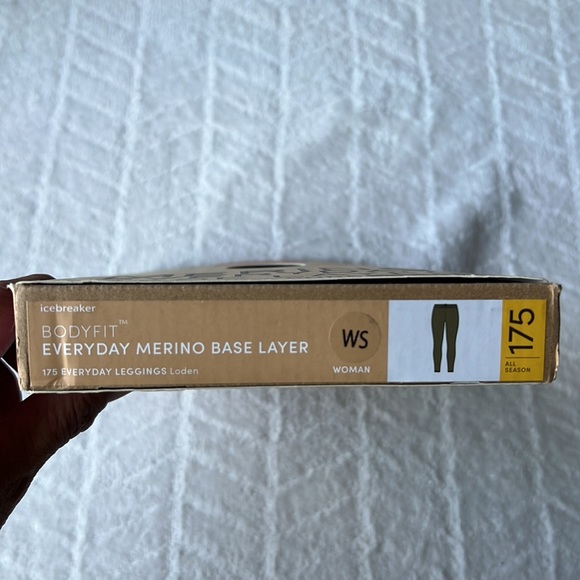 icebreaker
BODYFIT™
EVERYDAY MERINO BASE LAYER
175 EVERYDAY LEGGINGS Loden
WS
WOMAN
175
ALL
SEASON